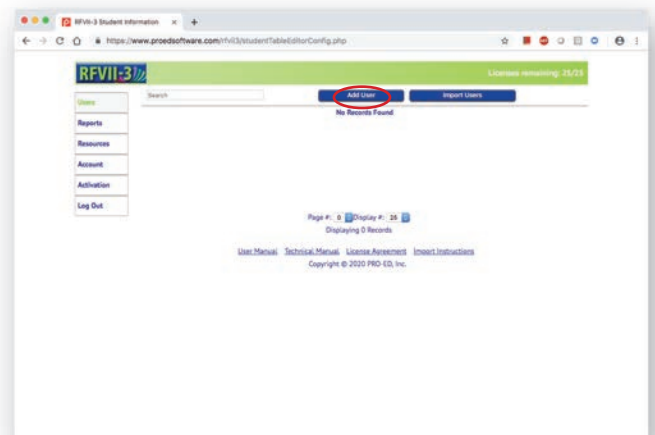 RFVII-3 Student Information
https://www.proedsoftware.com/rfvii3/studentTableEditorConfig.php
RFVII-3
Licenses remaining: 25/25
Users
Search
Add User
Import Users
No Records Found
Reports
Resources
Account
Activation
Log Out
Page #: 0 Display #: 26
Displaying 0 Records
User Manual Technical Manual License Agreement Import Instructions
Copyright © 2020 PRO-ED, Inc.